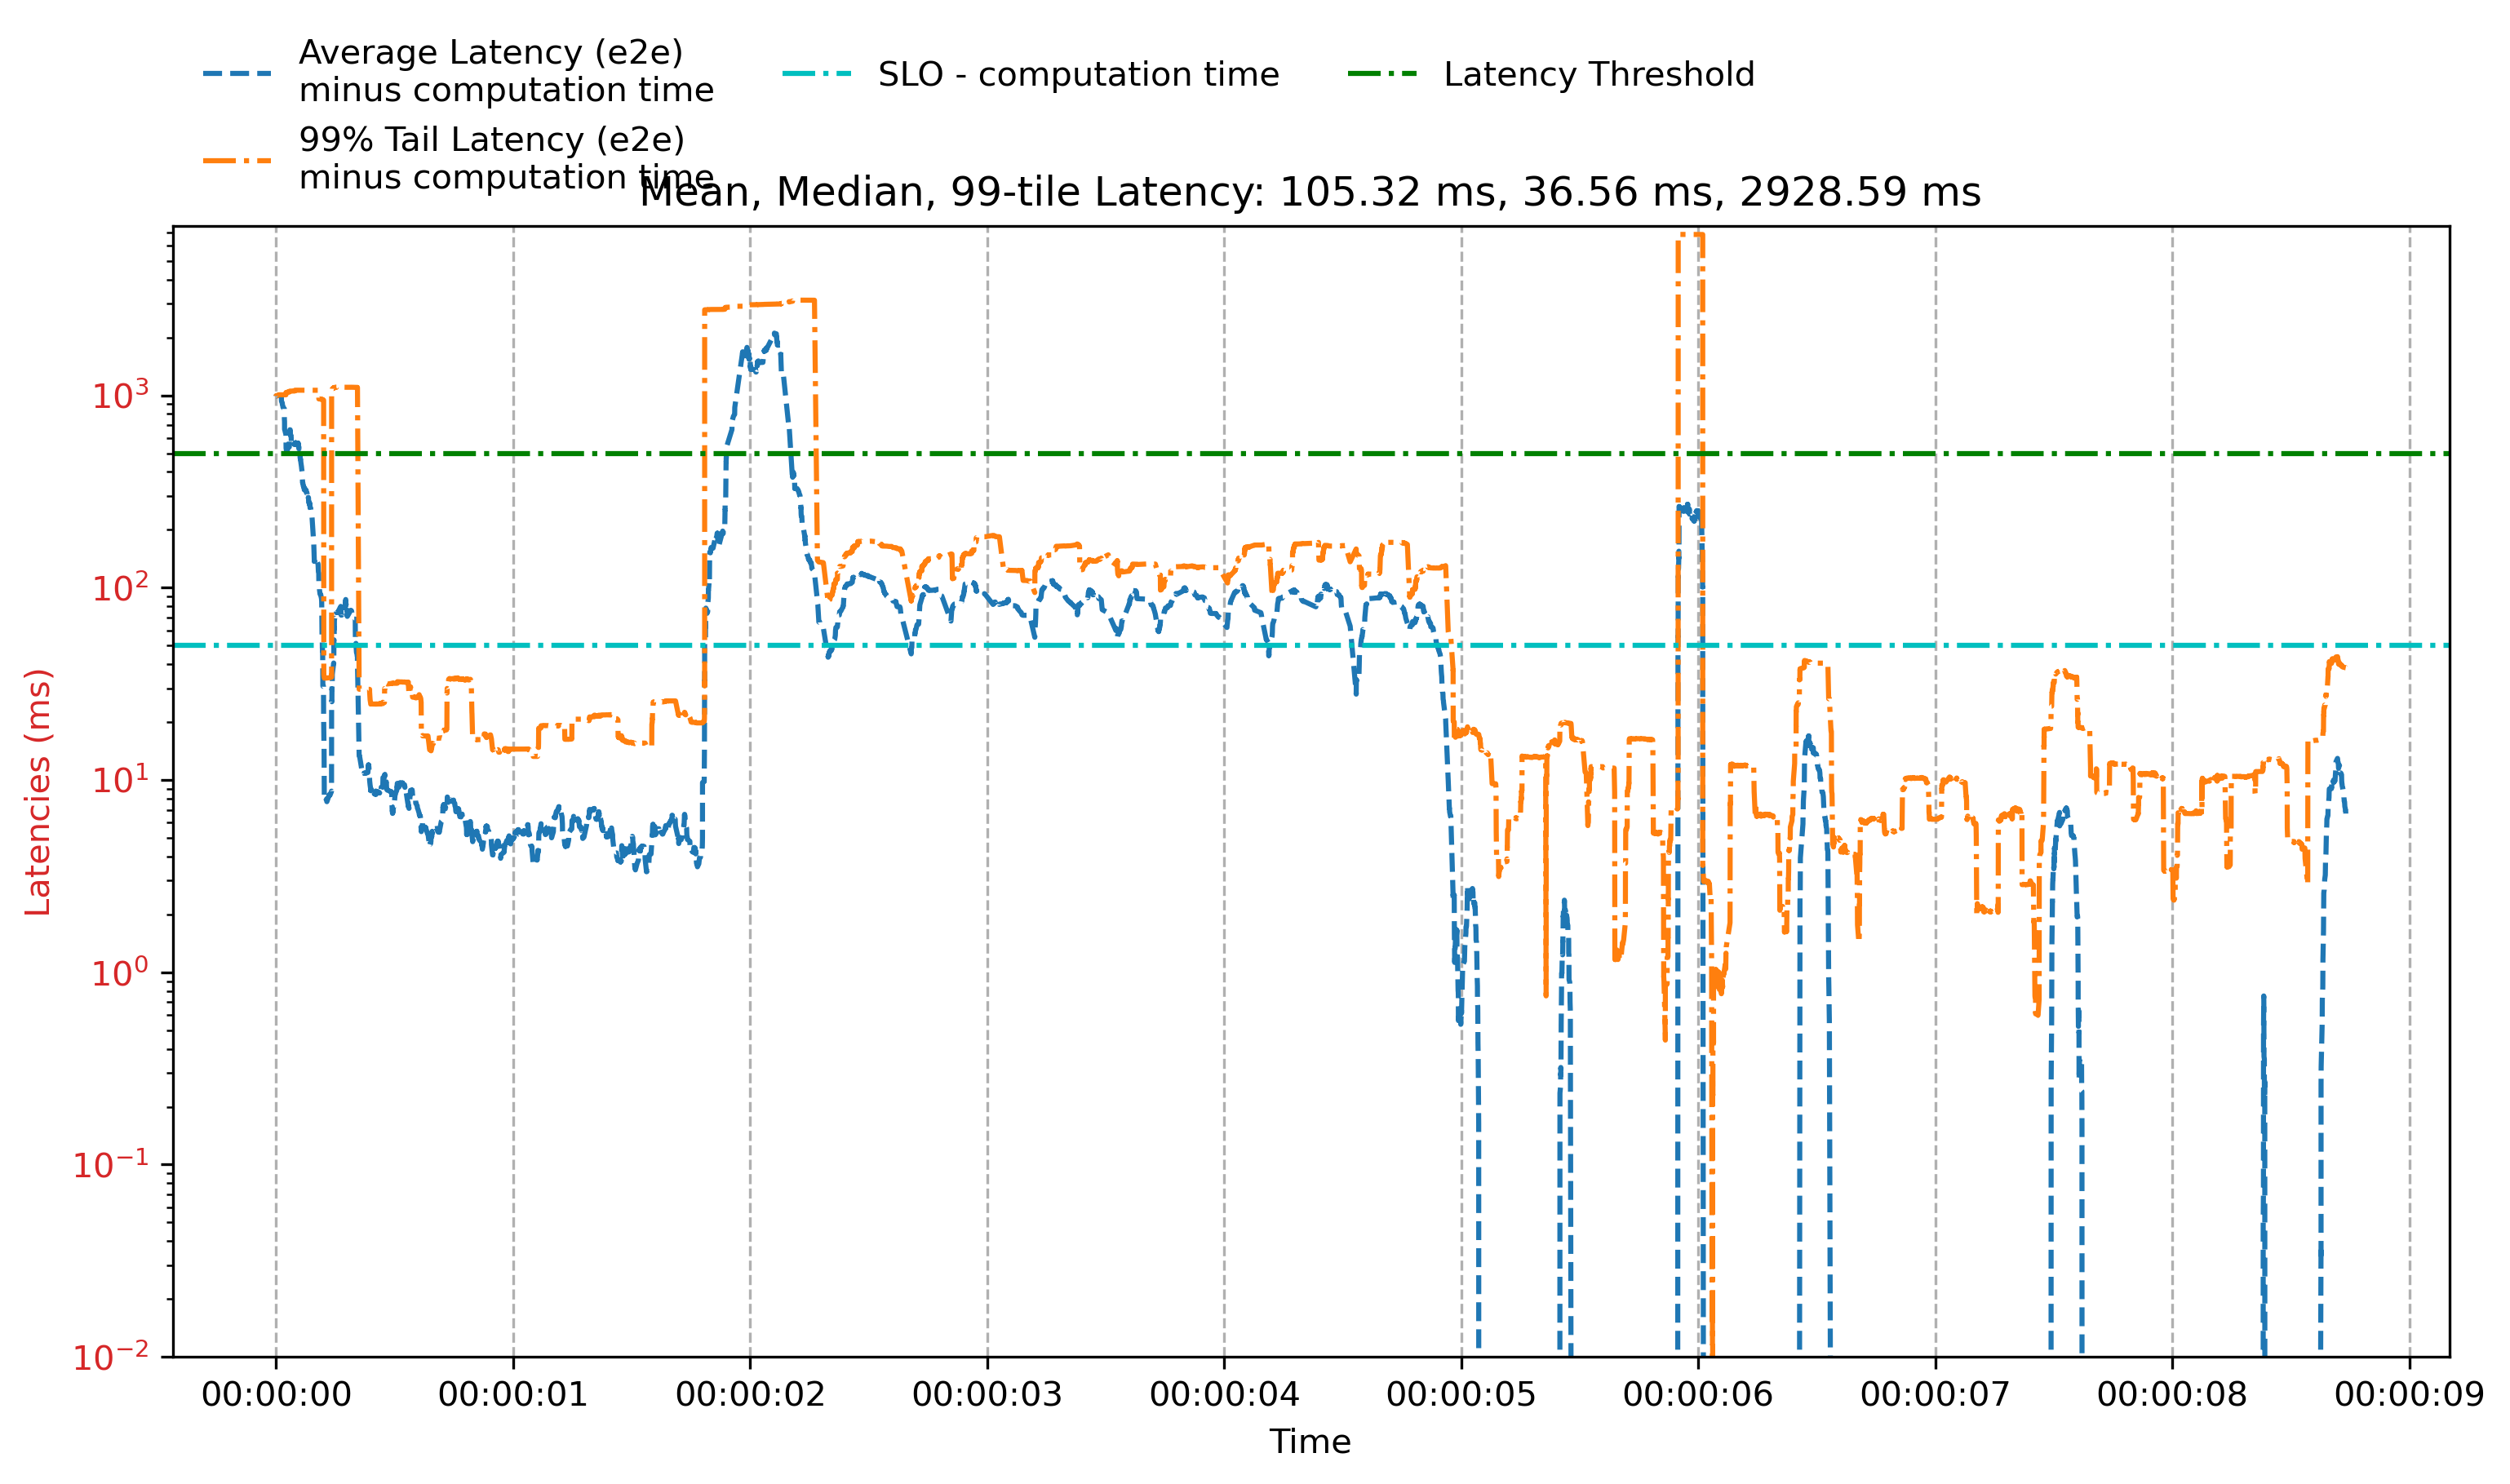 Average Latency (e2e)
minus computation time
99% Tail Latency (e2e)
minus computation time
SLO - computation time
Latency Threshold
Mean, Median, 99-tile Latency: 105.32 ms, 36.56 ms, 2928.59 ms
Latencies (ms)
10³
10²
10¹
10⁰
10⁻¹
10⁻²
00:00:00 00:00:01 00:00:02 00:00:03 00:00:04 00:00:05 00:00:06 00:00:07 00:00:08 00:00:09
Time